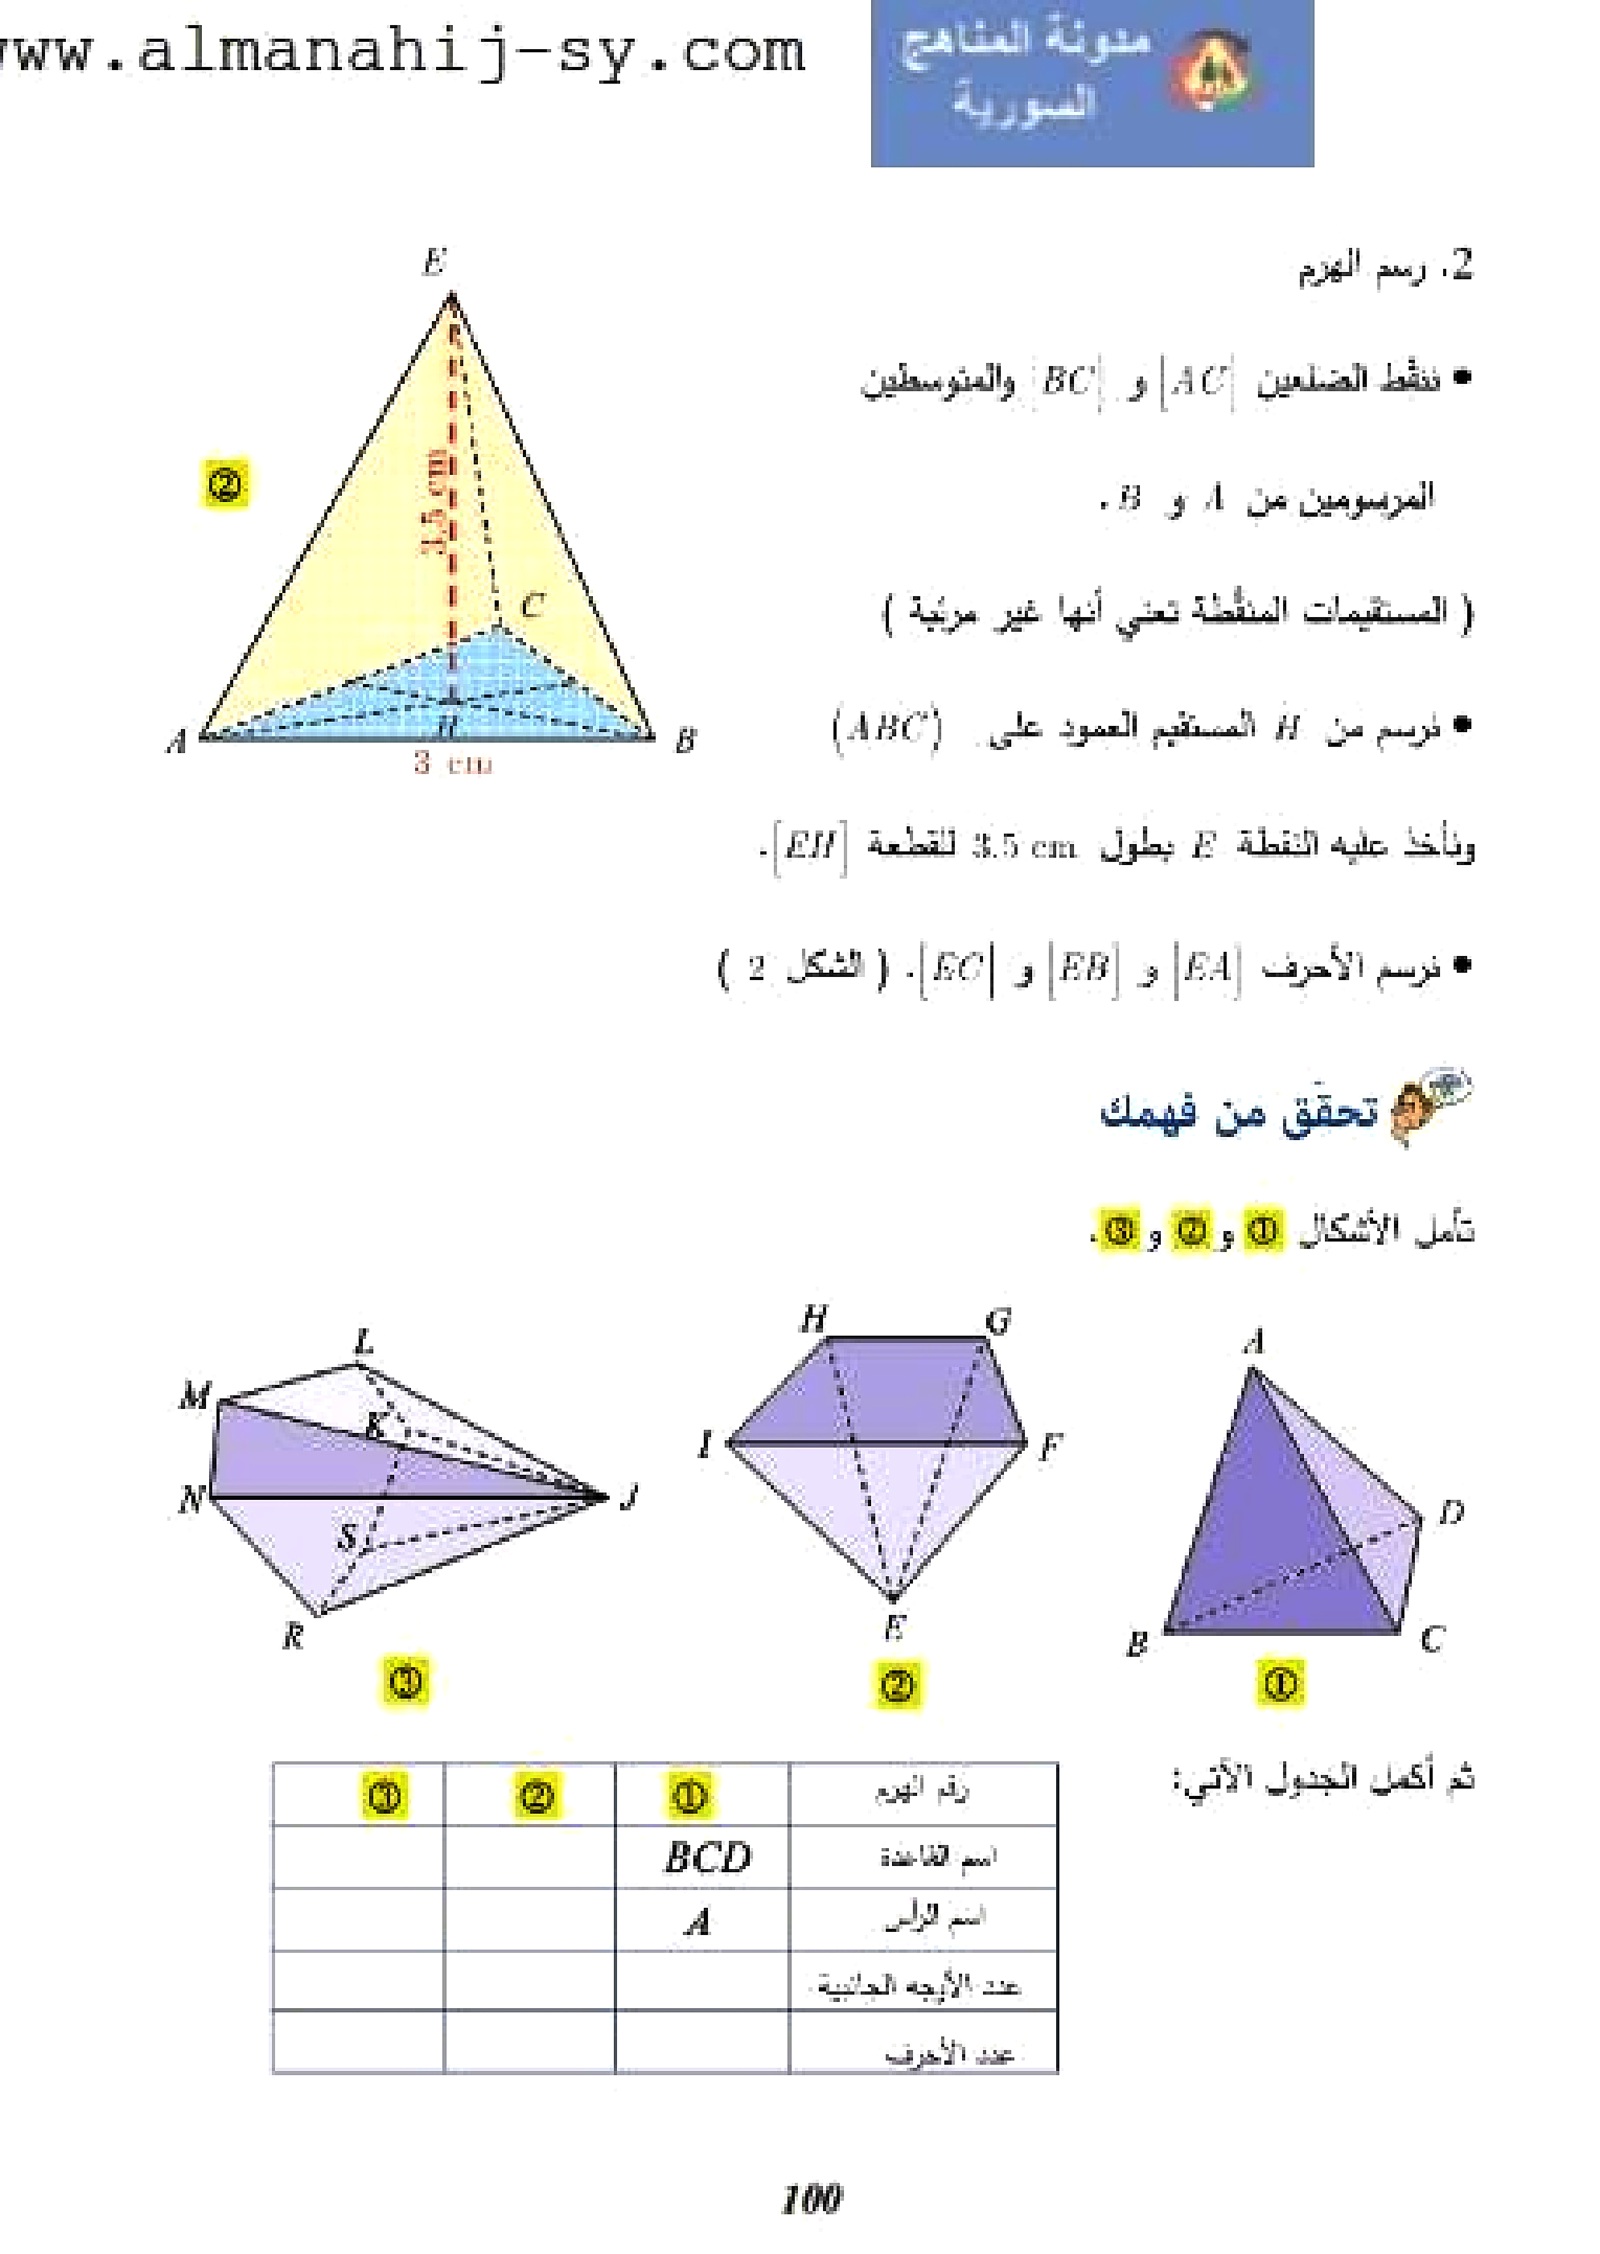 www.almanahij-sy.com
مدونة المناهج
السورية
2. رسم الهرم
• ننقّط الضلعين [AC] و [BC] والمتوسطين
المرسومين من A و B .
( المستقيمات المنقّطة تعني أنها غير مرئية )
• نرسم من H المستقيم العمود على (ABC)
ونأخذ عليه النقطة E بطول 3.5 cm للقطعة [EH].
• نرسم الأحرف [EA] و [EB] و [EC]. ( الشكل 2 )
E
②
3.5 cm
C
A
H
B
3 cm
تحقّق من فهمك
تأمل الأشكال ① و ② و ③ .
A
D
B
C
①
H
G
I
F
E
②
L
M
K
N
J
S
R
③
ثم أكمل الجدول الآتي:
رقم الهرم ① ② ③
اسم القاعدة BCD
اسم الرأس A
عدد الأوجه الجانبية
عدد الأحرف
100